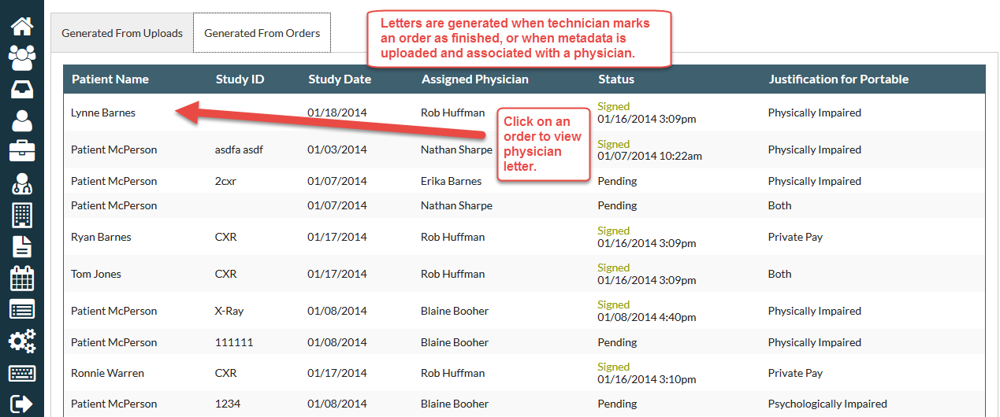 Letters are generated when technician marks
an order as finished, or when metadata is
uploaded and associated with a physician.
Generated From Uploads Generated From Orders
Patient Name Study ID Study Date Assigned Physician Status Justification for Portable
Lynne Barnes 01/18/2014 Rob Huffman Signed 01/16/2014 3:09pm Physically Impaired
Click on an
order to view
physician
letter.
Patient McPerson asdfa asdf 01/03/2014 Nathan Sharpe Signed 01/07/2014 10:22am Physically Impaired
Patient McPerson 2cxr 01/07/2014 Erika Barnes Pending Physically Impaired
Patient McPerson 01/07/2014 Nathan Sharpe Pending Both
Ryan Barnes CXR 01/17/2014 Rob Huffman Signed 01/16/2014 3:09pm Private Pay
Tom Jones CXR 01/17/2014 Rob Huffman Signed 01/16/2014 3:09pm Both
Patient McPerson X-Ray 01/08/2014 Blaine Booher Signed 01/08/2014 4:40pm Physically Impaired
Patient McPerson 111111 01/08/2014 Blaine Booher Pending Physically Impaired
Ronnie Warren CXR 01/17/2014 Rob Huffman Signed 01/16/2014 3:10pm Private Pay
Patient McPerson 1234 01/08/2014 Blaine Booher Pending Psychologically Impaired